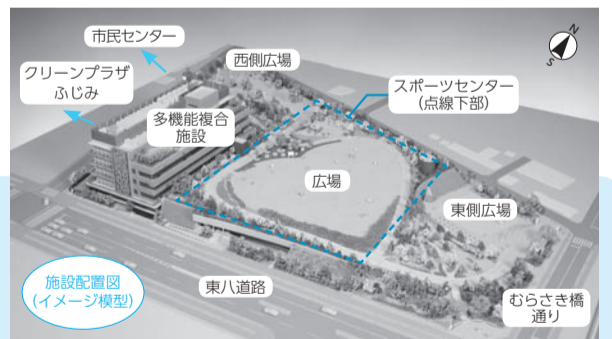 N
S
市民センター
西側広場
クリーンプラザ
ふじみ
スポーツセンター
(点線下部)
多機能複合
施設
広場
東側広場
施設配置図
(イメージ模型)
東八道路
むらさき橋
通り